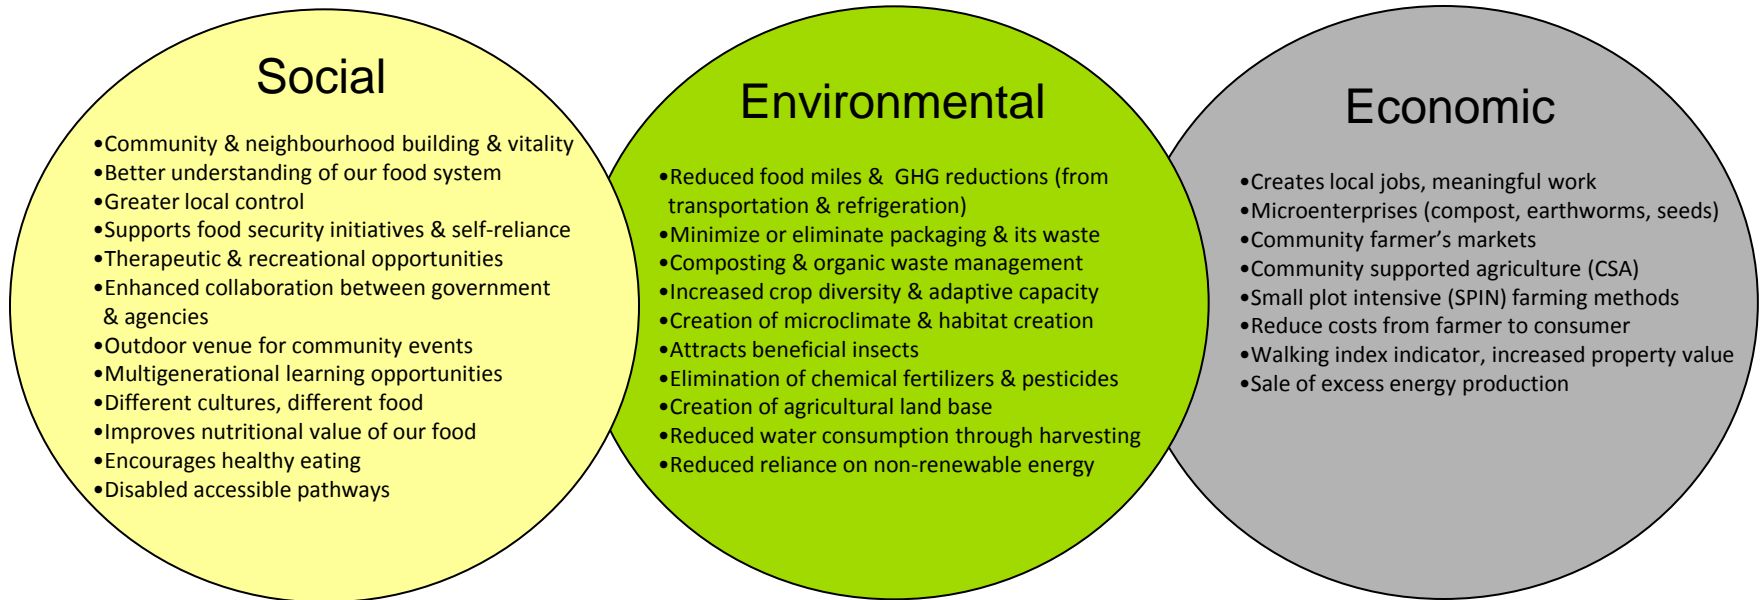 Social
•Community & neighbourhood building & vitality
•Better understanding of our food system
•Greater local control
•Supports food security initiatives & self-reliance
•Therapeutic & recreational opportunities
•Enhanced collaboration between government
& agencies
•Outdoor venue for community events
•Multigenerational learning opportunities
•Different cultures, different food
•Improves nutritional value of our food
•Encourages healthy eating
•Disabled accessible pathways
Environmental
•Reduced food miles & GHG reductions (from
transportation & refrigeration)
•Minimize or eliminate packaging & its waste
•Composting & organic waste management
•Increased crop diversity & adaptive capacity
•Creation of microclimate & habitat creation
•Attracts beneficial insects
•Elimination of chemical fertilizers & pesticides
•Creation of agricultural land base
•Reduced water consumption through harvesting
•Reduced reliance on non-renewable energy
Economic
•Creates local jobs, meaningful work
•Microenterprises (compost, earthworms, seeds)
•Community farmer’s markets
•Community supported agriculture (CSA)
•Small plot intensive (SPIN) farming methods
•Reduce costs from farmer to consumer
•Walking index indicator, increased property value
•Sale of excess energy production